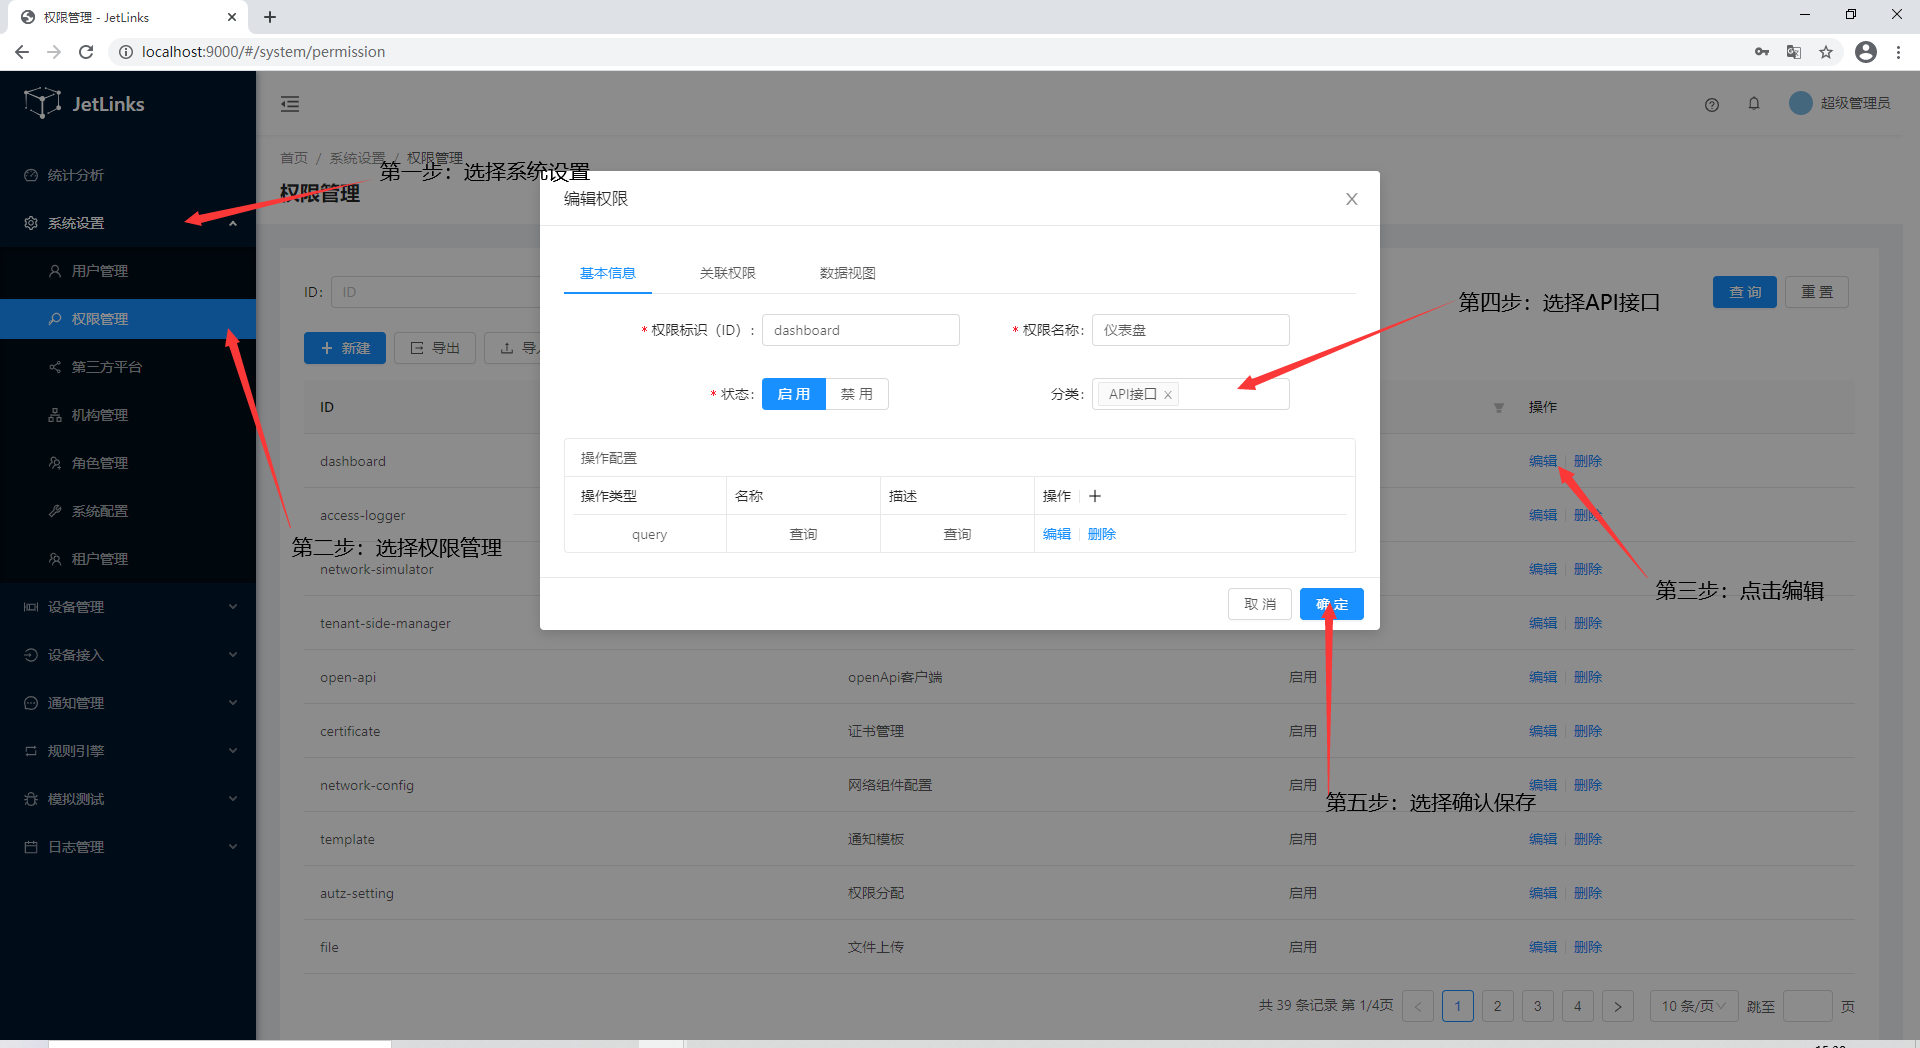 权限管理 - JetLinks
localhost:9000/#/system/permission
JetLinks
超级管理员
统计分析
系统设置
用户管理
权限管理
第三方平台
机构管理
角色管理
系统配置
租户管理
设备管理
设备接入
通知管理
规则引擎
模拟测试
日志管理
首页 / 系统设置 / 权限管理
第一步：选择系统设置
权限管理
第二步：选择权限管理
ID:
ID
查 询
重 置
新建
导出
导
编辑权限
基本信息
关联权限
数据视图
* 权限标识（ID）:
dashboard
* 权限名称:
仪表盘
* 状态:
启 用
禁 用
分类:
API接口 x
第四步：选择API接口
操作配置
操作类型
名称
描述
操作
query
查询
查询
编辑
删除
取 消
确 定
第三步：点击编辑
第五步：选择确认保存
ID
操作
dashboard
编辑
删除
access-logger
编辑
删除
network-simulator
编辑
删除
tenant-side-manager
编辑
删除
open-api
openApi客户端
启用
编辑
删除
certificate
证书管理
启用
编辑
删除
network-config
网络组件配置
启用
编辑
删除
template
通知模板
启用
编辑
删除
autz-setting
权限分配
启用
编辑
删除
file
文件上传
启用
编辑
删除
共 39 条记录 第 1/4页
<
1
2
3
4
>
10 条/页
跳至
页